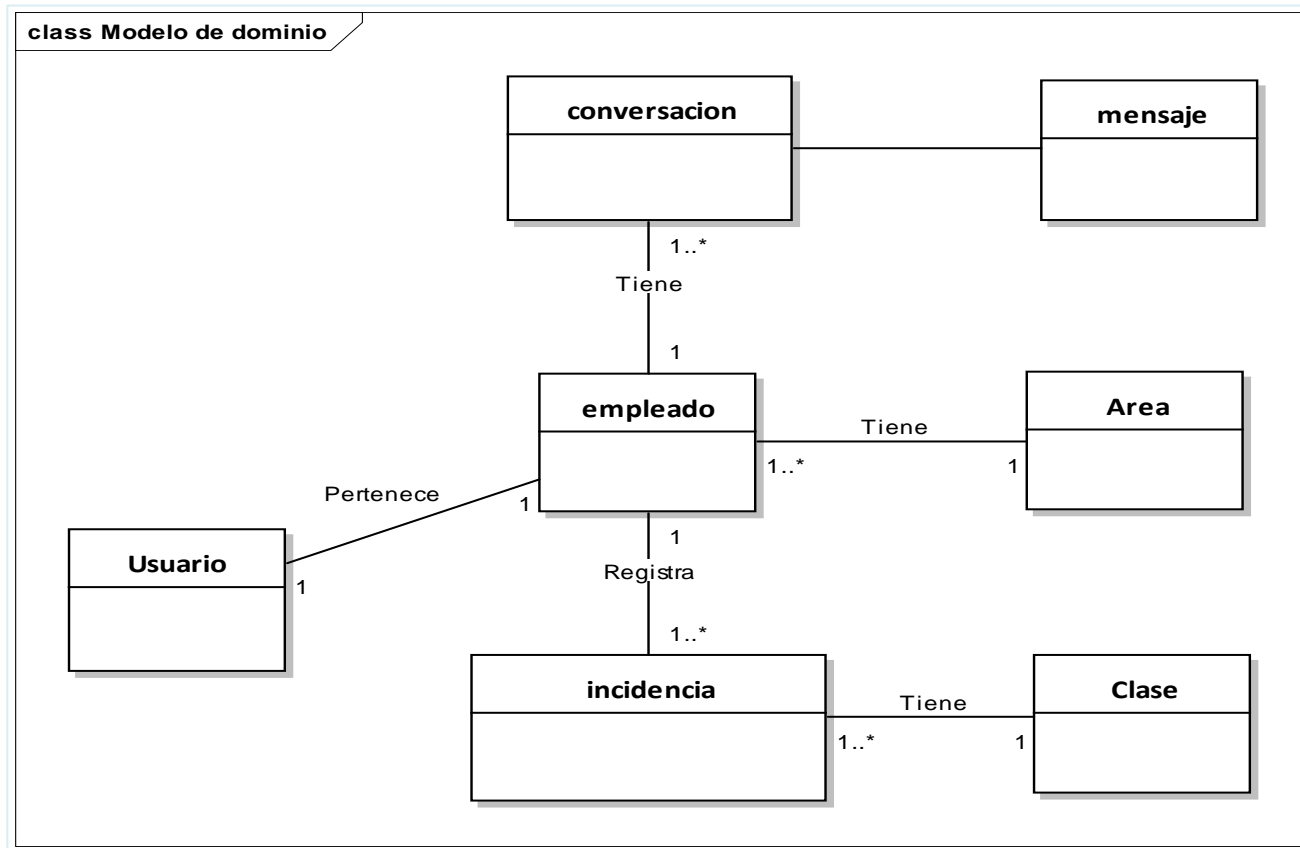 class Modelo de dominio
conversacion
mensaje
1..*
Tiene
1
empleado
Area
Tiene
1..*
1
Pertenece
1
Usuario
1
1
Registra
1..*
incidencia
Clase
Tiene
1..*
1